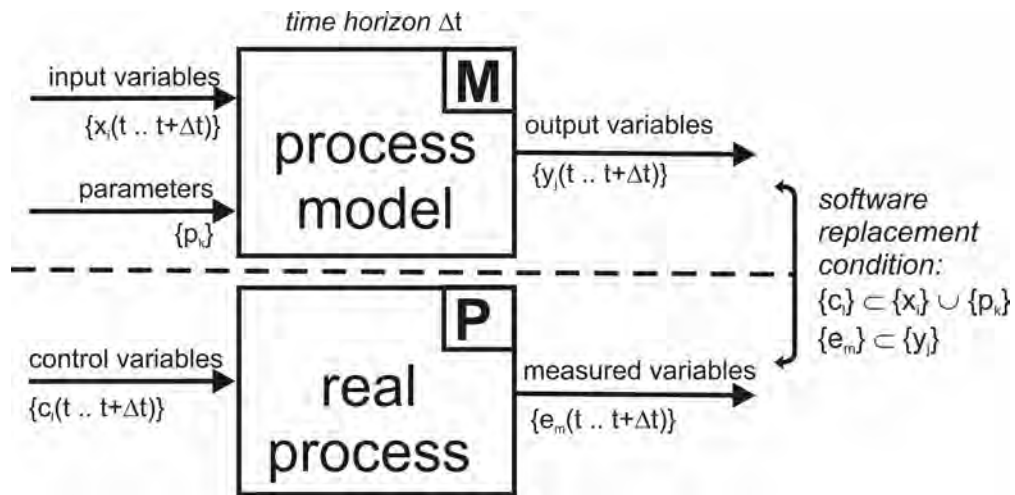 time horizon Δt
input variables
{xᵢ(t .. t+Δt)}
parameters
{pₖ}
M
process
model
output variables
{yⱼ(t .. t+Δt)}
software
replacement
condition:
{cₗ} ⊂ {xᵢ} ∪ {pₖ}
{eₘ} ⊂ {yⱼ}
control variables
{cₗ(t .. t+Δt)}
P
real
process
measured variables
{eₘ(t .. t+Δt)}